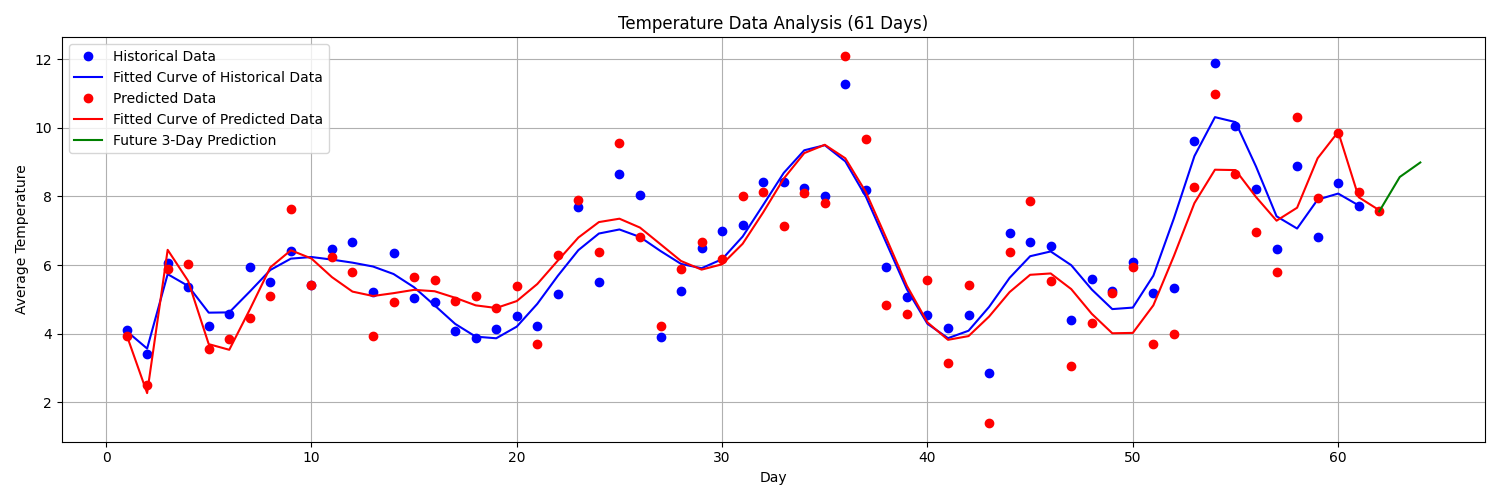 Temperature Data Analysis (61 Days)
Historical Data
Fitted Curve of Historical Data
Predicted Data
Fitted Curve of Predicted Data
Future 3-Day Prediction
Average Temperature
12
10
8
6
4
2
0 10 20 30 40 50 60
Day